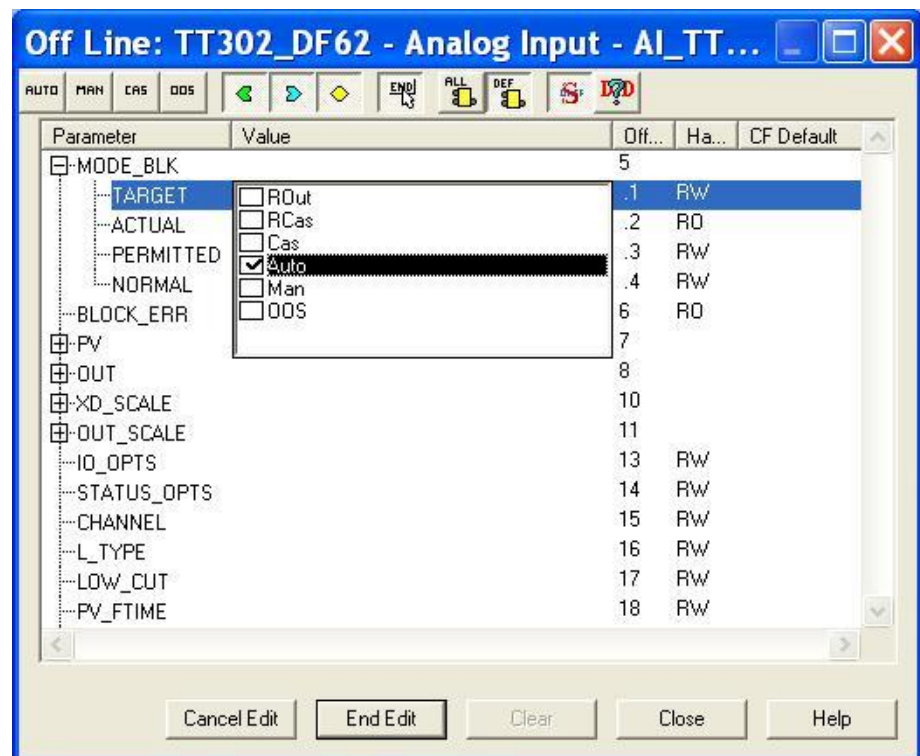 Off Line: TT302_DF62 - Analog Input - AI_TT...
AUTO MAN CAS OOS END ALL DEF S D?D
Parameter Value Off... Ha... CF Default
MODE_BLK 5
TARGET .1 RW
ROut
RCas
ACTUAL .2 RO
Cas
PERMITTED .3 RW
Auto
NORMAL .4 RW
Man
BLOCK_ERR 6 RO
OOS
PV 7
OUT 8
XD_SCALE 10
OUT_SCALE 11
IO_OPTS 13 RW
STATUS_OPTS 14 RW
CHANNEL 15 RW
L_TYPE 16 RW
LOW_CUT 17 RW
PV_FTIME 18 RW
Cancel Edit End Edit Clear Close Help